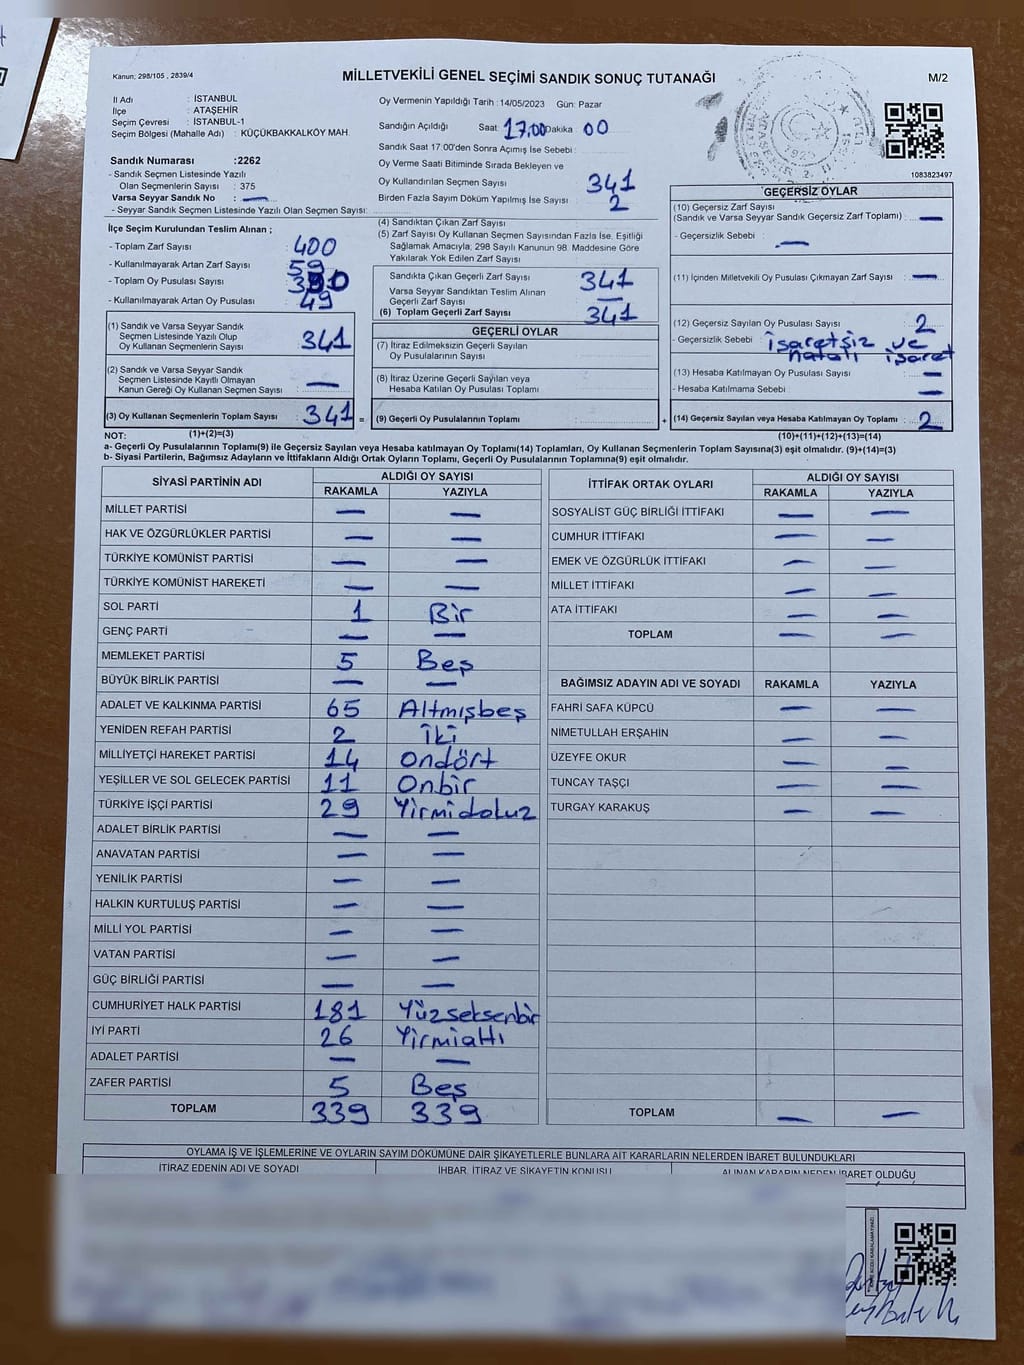 Kanun; 298/105 , 2839/4
MİLLETVEKİLİ GENEL SEÇİMİ SANDIK SONUÇ TUTANAĞI
M/2
İl Adı : İSTANBUL
İlçe : ATAŞEHİR
Seçim Çevresi : İSTANBUL-1
Seçim Bölgesi (Mahalle Adı) : KÜÇÜKBAKKALKÖY MAH.
Sandık Numarası :2262
- Sandık Seçmen Listesinde Yazılı
Olan Seçmenlerin Sayısı : 375
Varsa Seyyar Sandık No : —
- Seyyar Sandık Listesinde Yazılı Olan Seçmen Sayısı:
Oy Vermenin Yapıldığı Tarih :14/05/2023 Gün: Pazar
Sandığın Açıldığı Saat: 17.00 Dakika 00
Sandık Saat 17:00'den Sonra Açımış İse Sebebi :
Oy Verme Saati Bitiminde Sırada Bekleyen ve
Oy Kullandırılan Seçmen Sayısı 341
Birden Fazla Sayım Döküm Yapılmış İse Sayısı : 2
1083823497
İlçe Seçim Kurulundan Teslim Alınan ;
- Toplam Zarf Sayısı : 400
- Kullanılmayarak Artan Zarf Sayısı : 59
- Toplam Oy Pusulası Sayısı :
- Kullanılmayarak Artan Oy Pusulası : 49
(1) Sandık ve Varsa Seyyar Sandık
Seçmen Listesinde Yazılı Olup
Oy Kullanan Seçmenlerin Sayısı : 341
(2) Sandık ve Varsa Seyyar Sandık
Seçmen Listesinde Kayıtlı Olmayan
Kanun Gereği Oy Kullanan Seçmen Sayısı : —
(3) Oy Kullanan Seçmenlerin Toplam Sayısı : 341 =
(1)+(2)=(3)
(4) Sandıktan Çıkan Zarf Sayısı :
(5) Zarf Sayısı Oy Kullanan Seçmen Sayısından Fazla İse, Eşitliği
Sağlamak Amacıyla; 298 Sayılı Kanunun 98. Maddesine Göre
Yakılarak Yok Edilen Zarf Sayısı :
Sandıkta Çıkan Geçerli Zarf Sayısı : 341
Varsa Seyyar Sandıktan Teslim Alınan
Geçerli Zarf Sayısı : —
(6) Toplam Geçerli Zarf Sayısı : 341
GEÇERLİ OYLAR
(7) İtiraz Edilmeksizin Geçerli Sayılan
Oy Pusulalarının Sayısı :
(8) İtiraz Üzerine Geçerli Sayılan veya
Hesaba Katılan Oy Pusulası Toplamı :
(9) Geçerli Oy Pusulalarının Toplamı : +
GEÇERSİZ OYLAR
(10) Geçersiz Zarf Sayısı
(Sandık ve Varsa Seyyar Sandık Geçersiz Zarf Toplamı) : —
- Geçersizlik Sebebi : —
(11) İçinden Milletvekili Oy Pusulası Çıkmayan Zarf Sayısı : —
(12) Geçersiz Sayılan Oy Pusulası Sayısı : 2
- Geçersizlik Sebebi : İşaretsiz ve
hatalı işaret
(13) Hesaba Katılmayan Oy Pusulası Sayısı : —
- Hesaba Katılmama Sebebi : —
(14) Geçersiz Sayılan veya Hesaba Katılmayan Oy Toplamı : 2
(10)+(11)+(12)+(13)=(14)
NOT:
a- Geçerli Oy Pusulalarının Toplamı(9) ile Geçersiz Sayılan veya Hesaba katılmayan Oy Toplamı(14) Toplamları, Oy Kullanan Seçmenlerin Toplam Sayısına(3) eşit olmalıdır. (9)+(14)=(3)
b- Siyasi Partilerin, Bağımsız Adayların ve İttifakların Aldığı Ortak Oyların Toplamı, Geçerli Oy Pusulalarının Toplamına(9) eşit olmalıdır.
SİYASİ PARTİNİN ADI ALDIĞI OY SAYISI
RAKAMLA YAZIYLA
MİLLET PARTİSİ — —
HAK VE ÖZGÜRLÜKLER PARTİSİ — —
TÜRKİYE KOMÜNİST PARTİSİ — —
TÜRKİYE KOMÜNİST HAREKETİ — —
SOL PARTİ 1 Bir
GENÇ PARTİ — —
MEMLEKET PARTİSİ 5 Beş
BÜYÜK BİRLİK PARTİSİ — —
ADALET VE KALKINMA PARTİSİ 65 Altmışbeş
YENİDEN REFAH PARTİSİ 2 İki
MİLLİYETÇİ HAREKET PARTİSİ 14 Ondört
YEŞİLLER VE SOL GELECEK PARTİSİ 11 Onbir
TÜRKİYE İŞÇİ PARTİSİ 29 Yirmidokuz
ADALET BİRLİK PARTİSİ — —
ANAVATAN PARTİSİ — —
YENİLİK PARTİSİ — —
HALKIN KURTULUŞ PARTİSİ — —
MİLLİ YOL PARTİSİ — —
VATAN PARTİSİ — —
GÜÇ BİRLİĞİ PARTİSİ — —
CUMHURİYET HALK PARTİSİ 181 Yüzseksenbir
İYİ PARTİ 26 Yirmialtı
ADALET PARTİSİ — —
ZAFER PARTİSİ 5 Beş
TOPLAM 339 339
İTTİFAK ORTAK OYLARI ALDIĞI OY SAYISI
RAKAMLA YAZIYLA
SOSYALİST GÜÇ BİRLİĞİ İTTİFAKI — —
CUMHUR İTTİFAKI — —
EMEK VE ÖZGÜRLÜK İTTİFAKI — —
MİLLET İTTİFAKI — —
ATA İTTİFAKI — —
TOPLAM — —
BAĞIMSIZ ADAYIN ADI VE SOYADI RAKAMLA YAZIYLA
FAHRİ SAFA KÜPCÜ — —
NİMETULLAH ERŞAHİN — —
ÜZEYFE OKUR — —
TUNCAY TAŞÇI — —
TURGAY KARAKUŞ — —
TOPLAM — —
OYLAMA İŞ VE İŞLEMLERİNE VE OYLARIN SAYIM DÖKÜMÜNE DAİR ŞİKAYETLERLE BUNLARA AİT KARARLARIN NELERDEN İBARET BULUNDUKLARI
İTİRAZ EDENİN ADI VE SOYADI İHBAR, İTİRAZ VE ŞİKAYETİN KONUSU ALINAN KARARIN NEDEN İBARET OLDUĞU